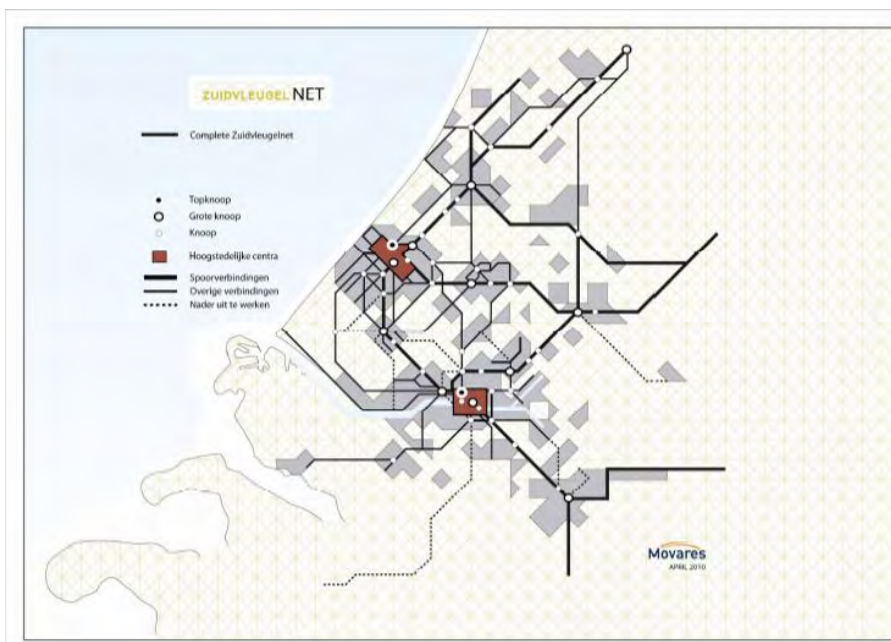 ZUIDVLEUGEL NET
Complete Zuidvleugelnet
Topknoop
Grote knoop
Knoop
Hoogstedelijke centra
Spoorverbindingen
Overige verbindingen
Nader uit te werken
Movares
APRIL 2010